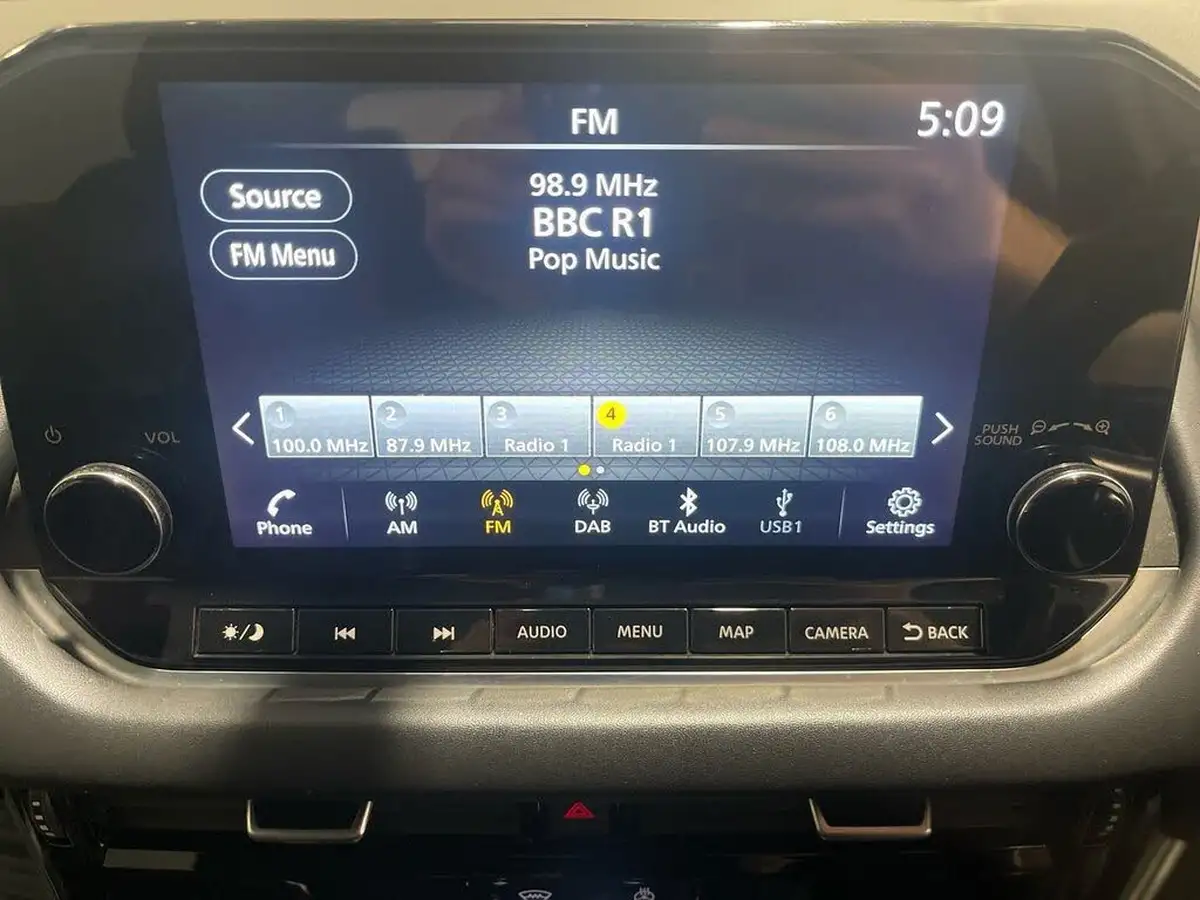 FM
5:09
Source
98.9 MHz
BBC R1
FM Menu
Pop Music
1 2 3 4 5 6
100.0 MHz 87.9 MHz Radio 1 Radio 1 107.9 MHz 108.0 MHz
VOL
PUSH
SOUND
Phone AM FM DAB BT Audio USB1 Settings
AUDIO MENU MAP CAMERA BACK